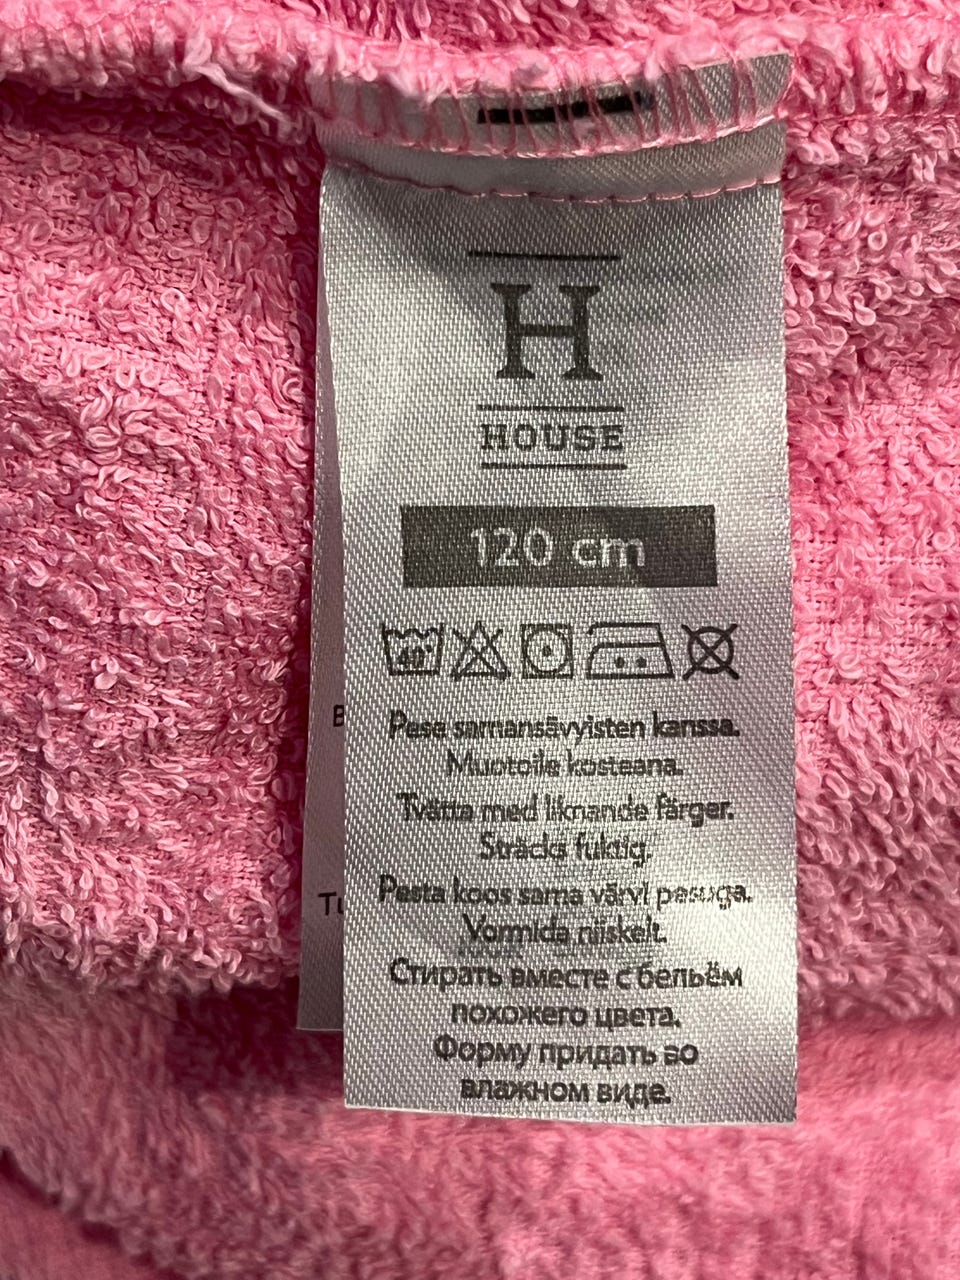 H
HOUSE
120 cm
40°
Pese samansävyisten kanssa.
Muotoile kosteana.
Tvätta med liknande färger.
Sträcks fuktig.
Pesta koos sama värvi pesuga.
Vormida niiskelt.
Стирать вместе с бельём
похожего цвета.
Форму придать во
влажном виде.